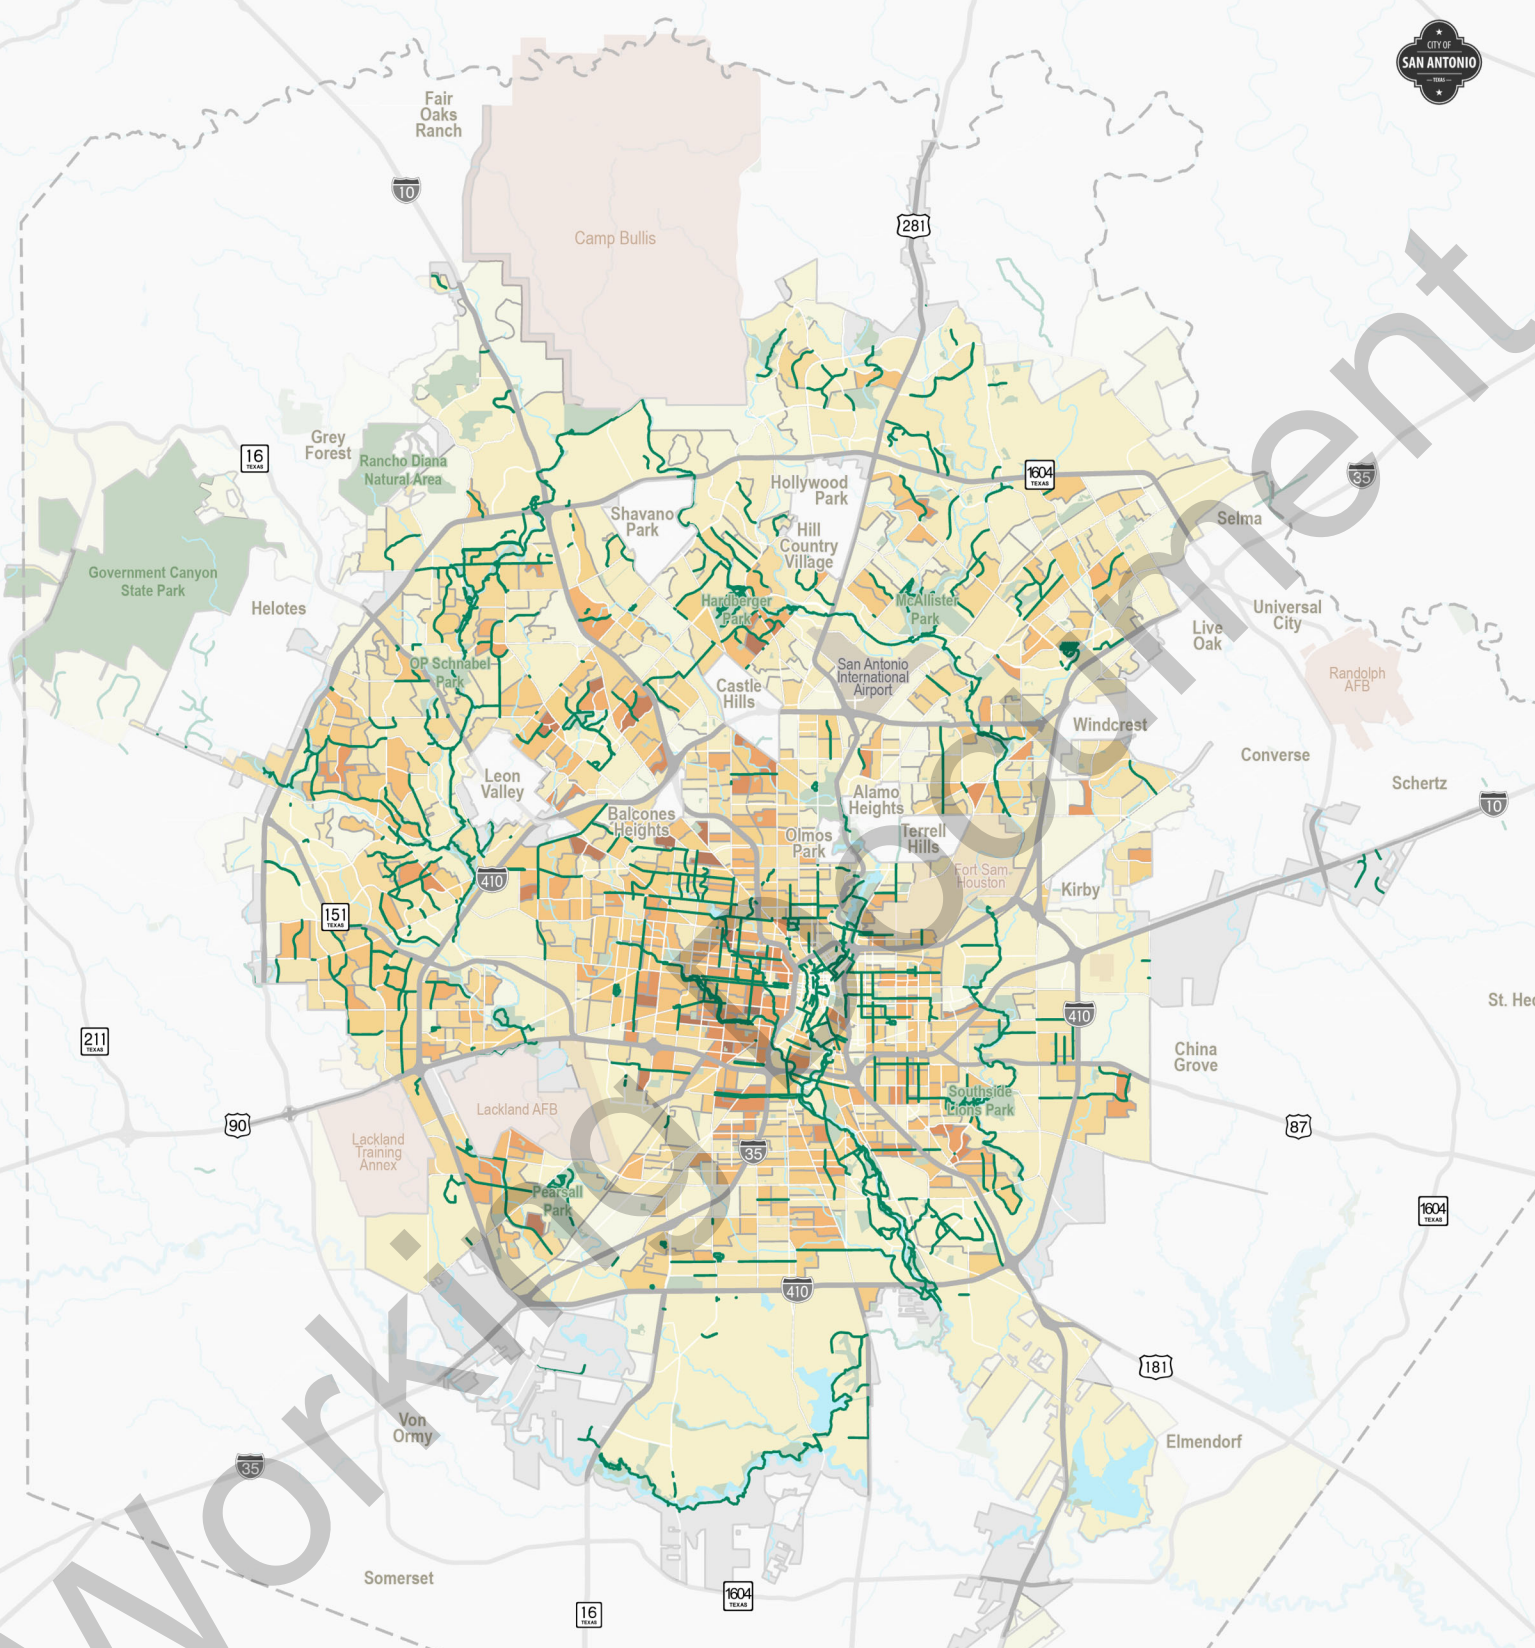 CITY OF
SAN ANTONIO
TEXAS
Fair
Oaks
Ranch
10
281
Camp Bullis
Grey
Forest
16
TEXAS
Rancho Diana
Natural Area
Hollywood
Park
1604
TEXAS
35
Shavano
Park
Selma
Hill
Country
Village
Government Canyon
State Park
Helotes
Hardberger
Park
McAllister
Park
Universal
City
Live
Oak
OP Schnabel
Park
San Antonio
International
Airport
Randolph
AFB
Castle
Hills
Windcrest
Converse
Leon
Valley
Schertz
Alamo
Heights
10
Balcones
Heights
Olmos
Park
Terrell
Hills
Fort Sam
Houston
410
Kirby
151
TEXAS
St. He
410
211
TEXAS
China
Grove
Southside
Lions Park
Lackland AFB
90
87
Lackland
Training
Annex
35
Pearsall
Park
1604
TEXAS
410
181
Von
Ormy
Elmendorf
35
Somerset
1604
TEXAS
16
TEXAS
Working Document